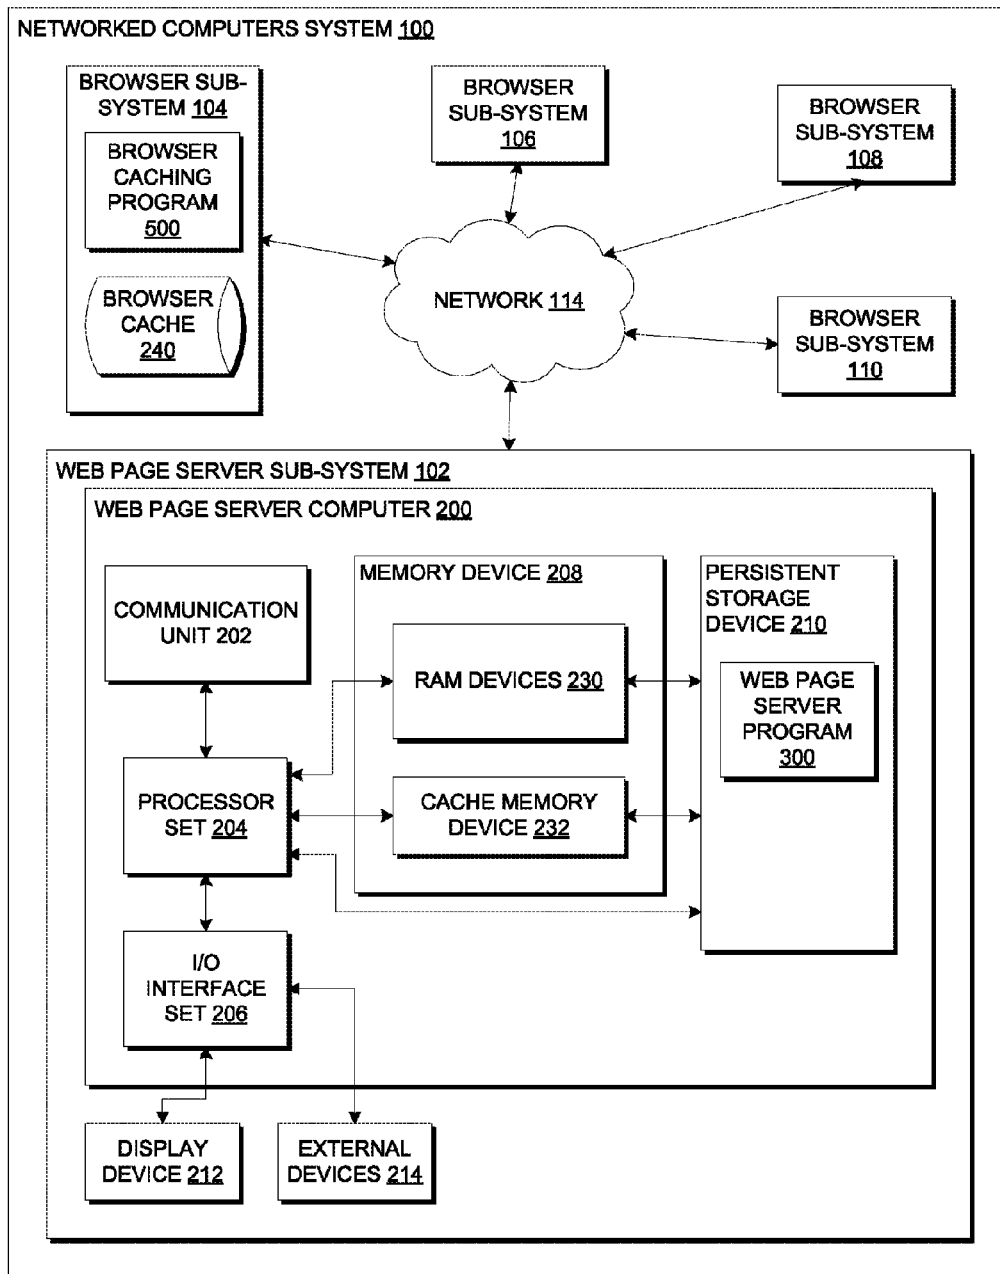 NETWORKED COMPUTERS SYSTEM 100
BROWSER SUB-
SYSTEM 104
BROWSER
CACHING
PROGRAM
500
BROWSER
CACHE
240
BROWSER
SUB-SYSTEM
106
BROWSER
SUB-SYSTEM
108
NETWORK 114
BROWSER
SUB-SYSTEM
110
WEB PAGE SERVER SUB-SYSTEM 102
WEB PAGE SERVER COMPUTER 200
COMMUNICATION
UNIT 202
MEMORY DEVICE 208
RAM DEVICES 230
CACHE MEMORY
DEVICE 232
PERSISTENT
STORAGE
DEVICE 210
WEB PAGE
SERVER
PROGRAM
300
PROCESSOR
SET 204
I/O
INTERFACE
SET 206
DISPLAY
DEVICE 212
EXTERNAL
DEVICES 214